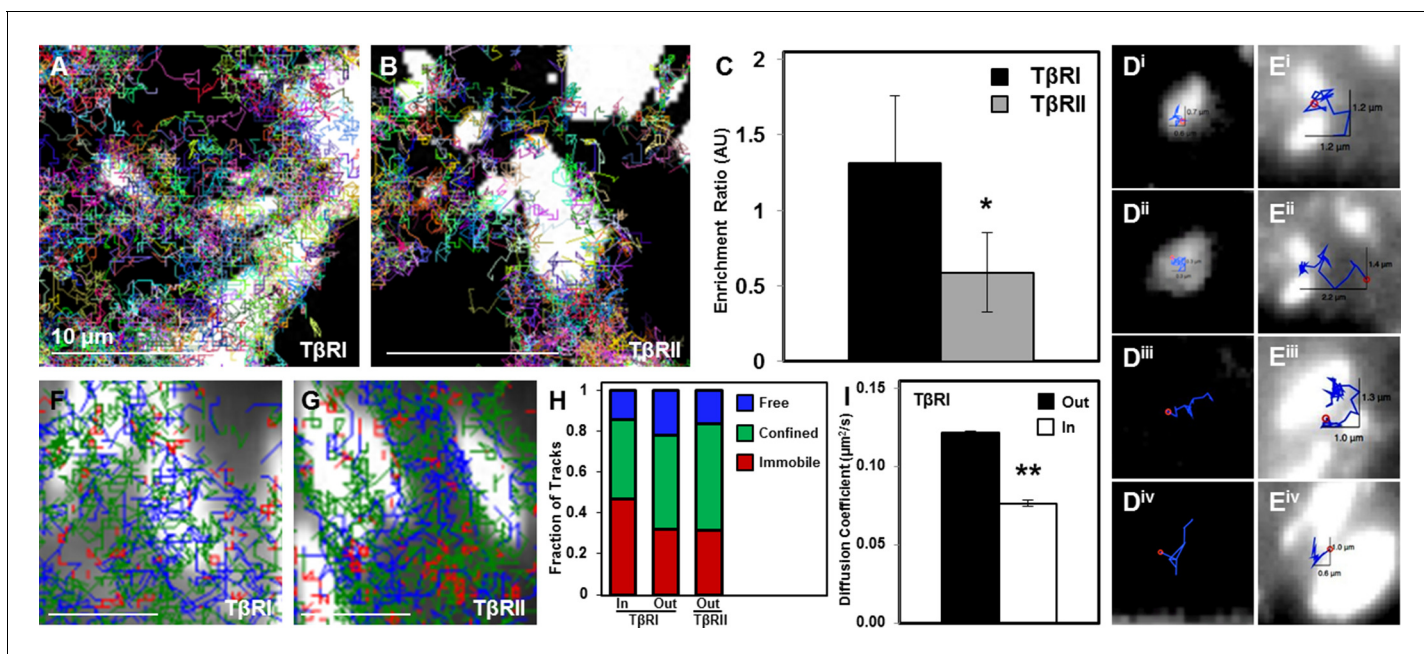 A
10 µm
TβRI
B
TβRII
C
2
1.5
1
0.5
0
Enrichment Ratio (AU)
TβRI
TβRII
*
Dⁱ
0.7 µm
0.6 µm
Eⁱ
1.2 µm
1.2 µm
Dⁱⁱ
Eⁱⁱ
1.4 µm
2.2 µm
Dⁱⁱⁱ
Eⁱⁱⁱ
1.3 µm
1.0 µm
Dⁱᵛ
Eⁱᵛ
1.0 µm
0.6 µm
F
TβRI
G
TβRII
H
1
0.8
0.6
0.4
0.2
0
Fraction of Tracks
Free
Confined
Immobile
In Out Out
TβRI TβRII
I
TβRI
Out
In
**
0.15
0.10
0.05
0.00
Diffusion Coefficient (µm²/s)